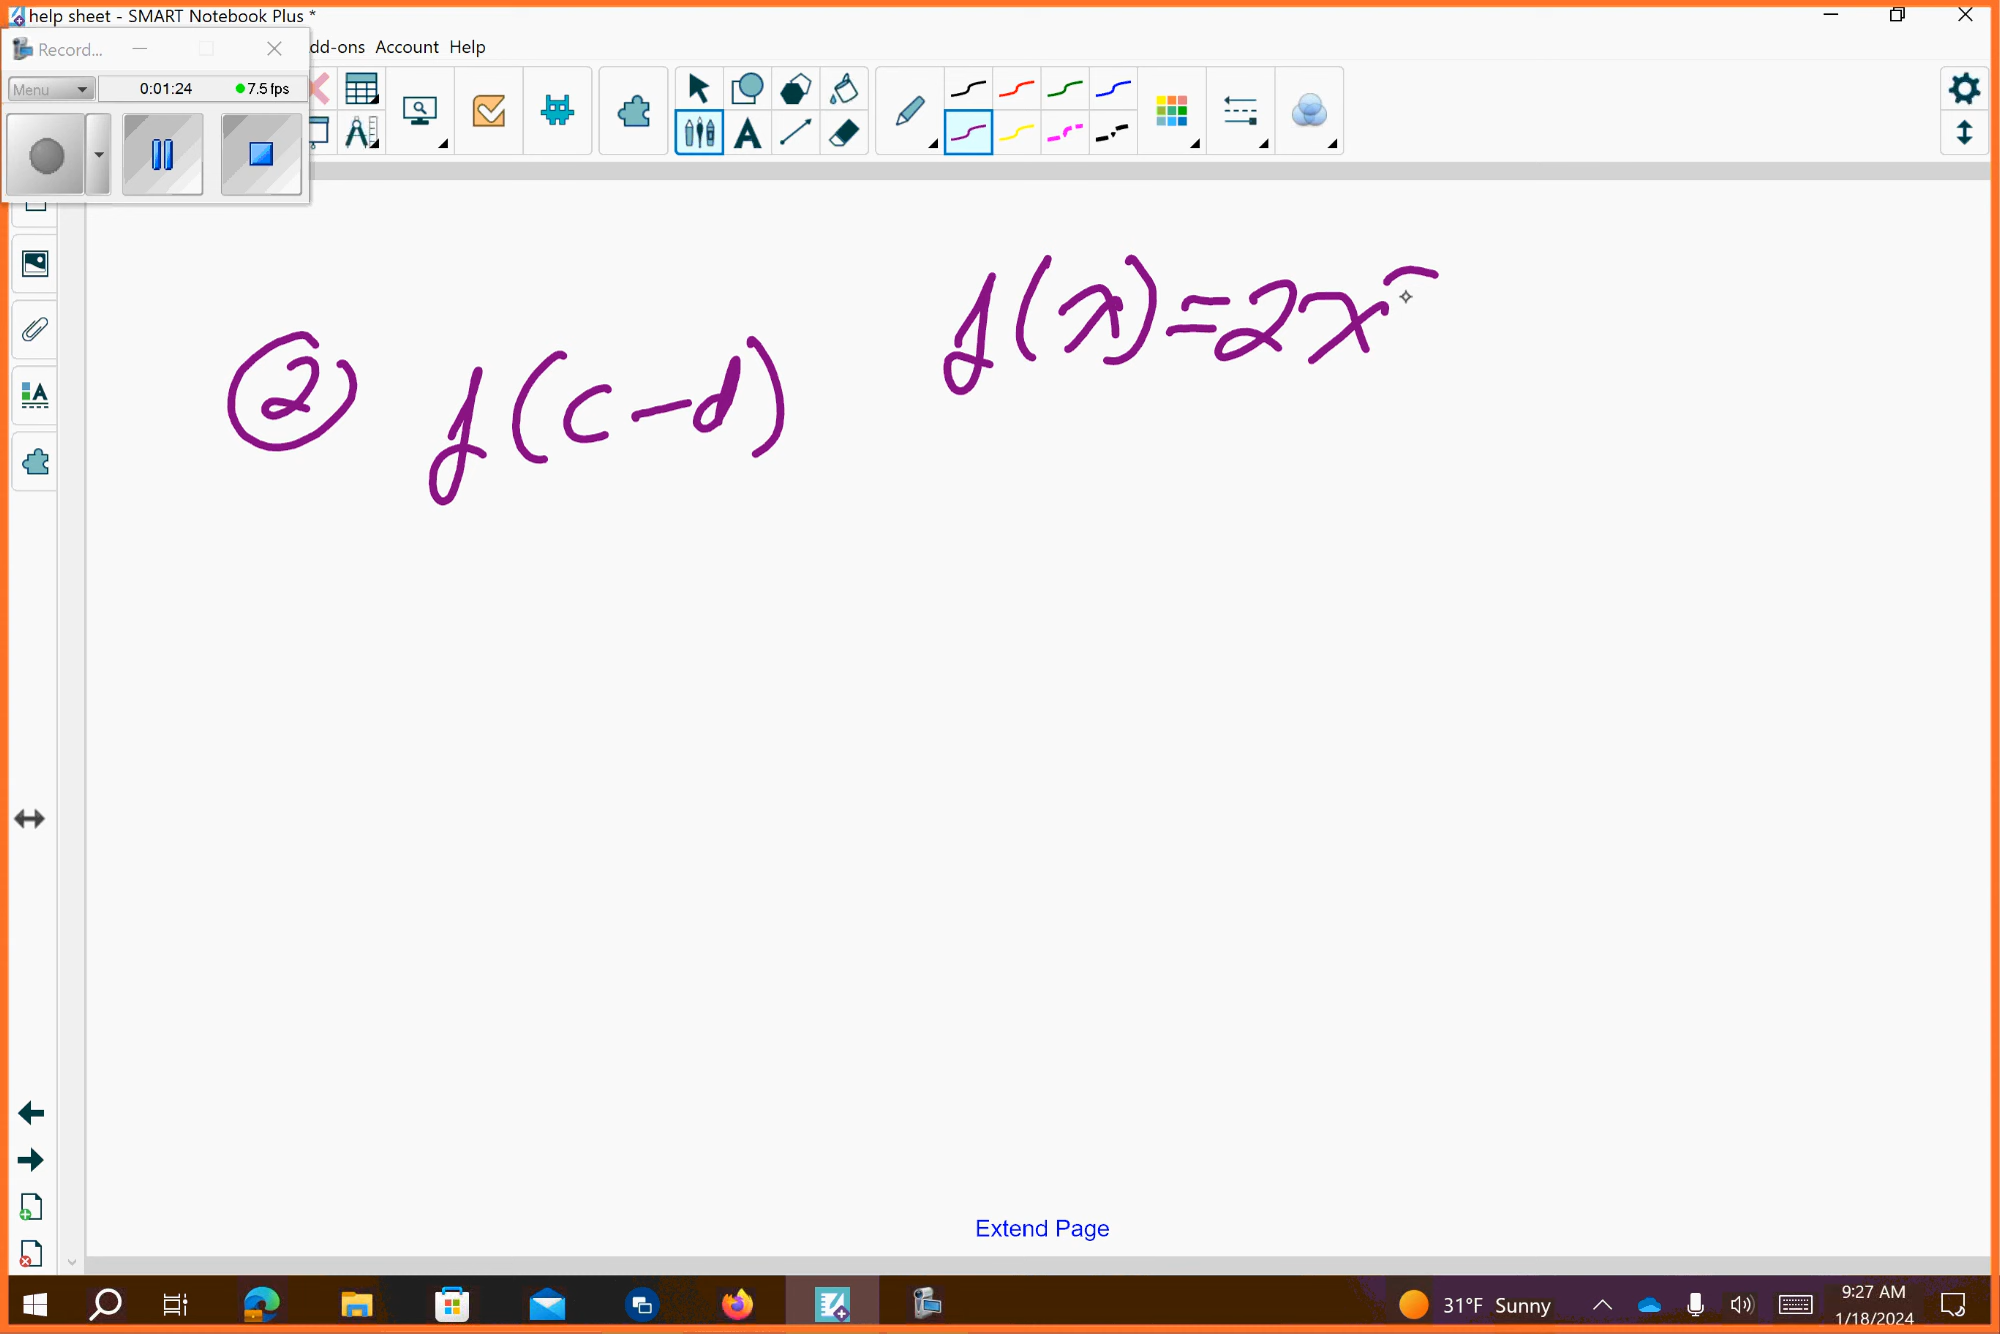 help sheet - SMART Notebook Plus *
Record...
dd-ons Account Help
Menu 0:01:24 7.5 fps
f(x)=2x
② f(c-d)
Extend Page
31°F Sunny
9:27 AM
1/18/2024